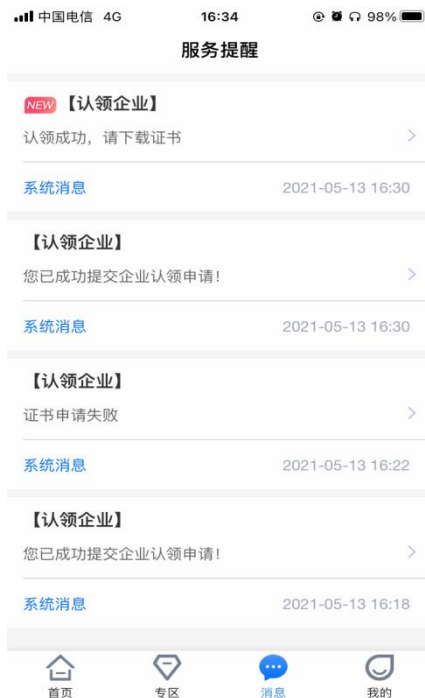 中国电信 4G 16:34 98%
服务提醒
NEW 【认领企业】
认领成功，请下载证书
系统消息 2021-05-13 16:30
【认领企业】
您已成功提交企业认领申请！
系统消息 2021-05-13 16:30
【认领企业】
证书申请失败
系统消息 2021-05-13 16:22
【认领企业】
您已成功提交企业认领申请！
系统消息 2021-05-13 16:18
首页 专区 消息 我的